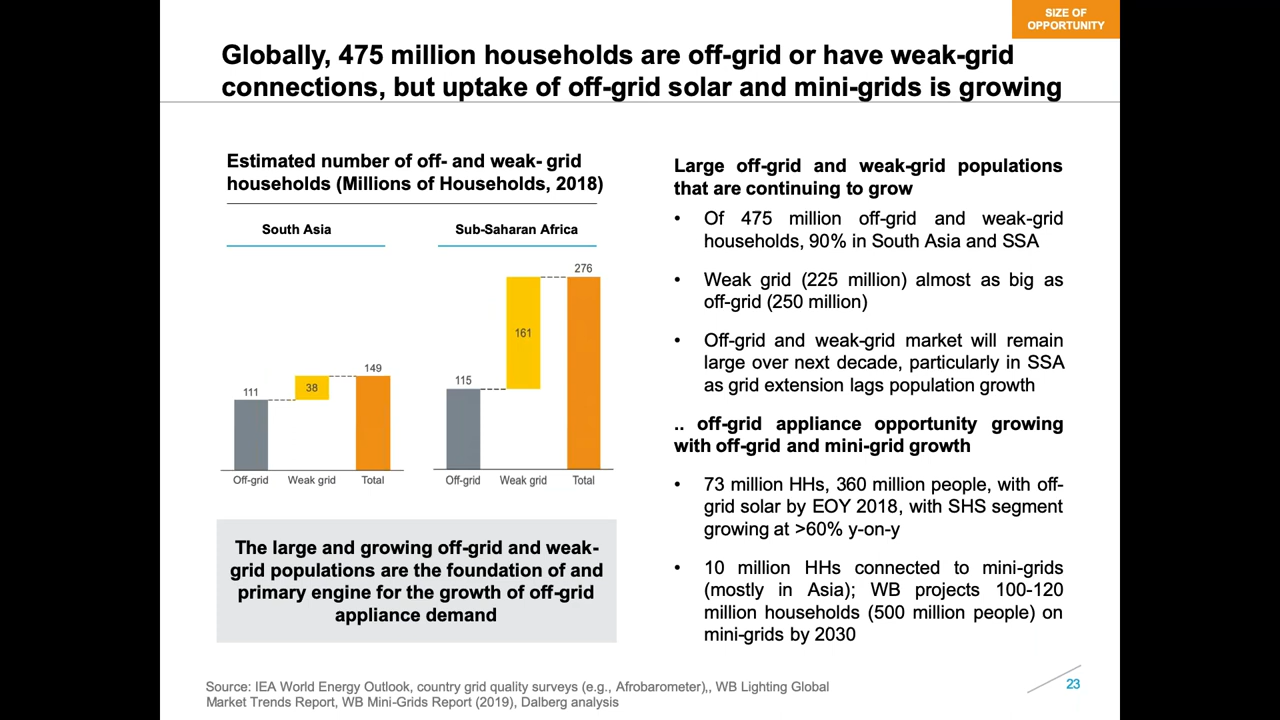 SIZE OF
OPPORTUNITY
Globally, 475 million households are off-grid or have weak-grid
connections, but uptake of off-grid solar and mini-grids is growing
Estimated number of off- and weak- grid
households (Millions of Households, 2018)
South Asia
111
38
149
Off-grid
Weak grid
Total
Sub-Saharan Africa
115
161
276
Off-grid
Weak grid
Total
The large and growing off-grid and weak-
grid populations are the foundation of and
primary engine for the growth of off-grid
appliance demand
Large off-grid and weak-grid populations
that are continuing to grow
• Of 475 million off-grid and weak-grid
households, 90% in South Asia and SSA
• Weak grid (225 million) almost as big as
off-grid (250 million)
• Off-grid and weak-grid market will remain
large over next decade, particularly in SSA
as grid extension lags population growth
.. off-grid appliance opportunity growing
with off-grid and mini-grid growth
• 73 million HHs, 360 million people, with off-
grid solar by EOY 2018, with SHS segment
growing at >60% y-on-y
• 10 million HHs connected to mini-grids
(mostly in Asia); WB projects 100-120
million households (500 million people) on
mini-grids by 2030
Source: IEA World Energy Outlook, country grid quality surveys (e.g., Afrobarometer),, WB Lighting Global
Market Trends Report, WB Mini-Grids Report (2019), Dalberg analysis
23